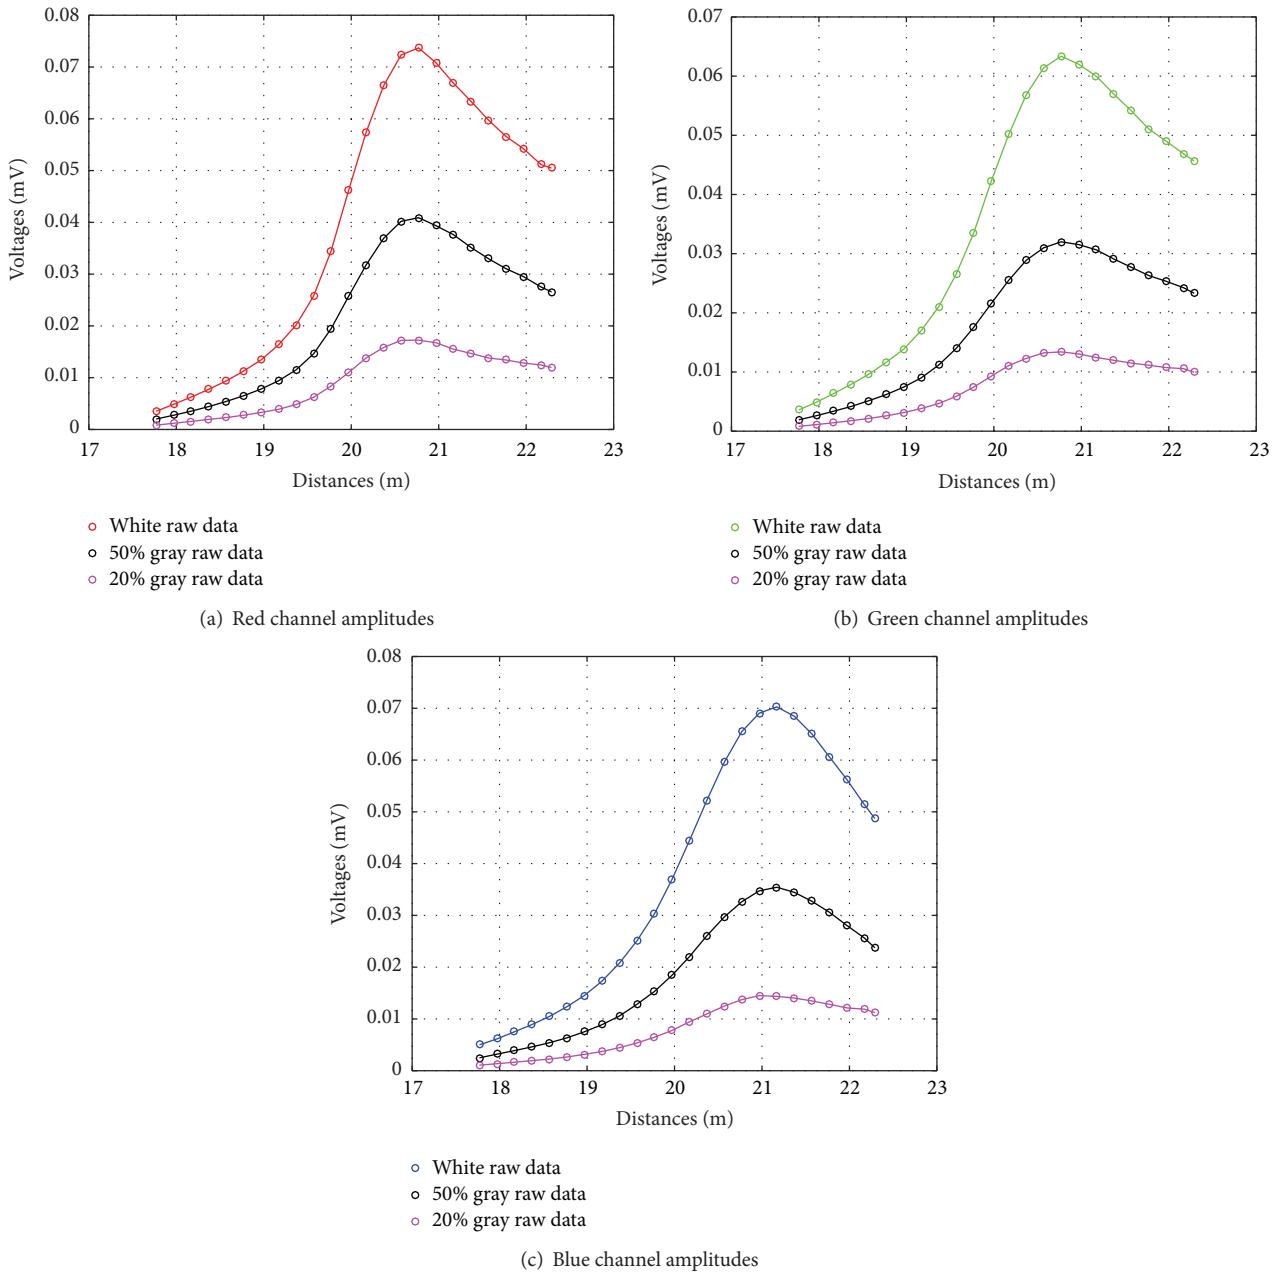 0.08
0.07
0.06
0.05
0.04
0.03
0.02
0.01
0
Voltages (mV)
17 18 19 20 21 22 23
Distances (m)
White raw data
50% gray raw data
20% gray raw data
(a) Red channel amplitudes
0.07
0.06
0.05
0.04
0.03
0.02
0.01
0
Voltages (mV)
17 18 19 20 21 22 23
Distances (m)
White raw data
50% gray raw data
20% gray raw data
(b) Green channel amplitudes
0.08
0.07
0.06
0.05
0.04
0.03
0.02
0.01
0
Voltages (mV)
17 18 19 20 21 22 23
Distances (m)
White raw data
50% gray raw data
20% gray raw data
(c) Blue channel amplitudes